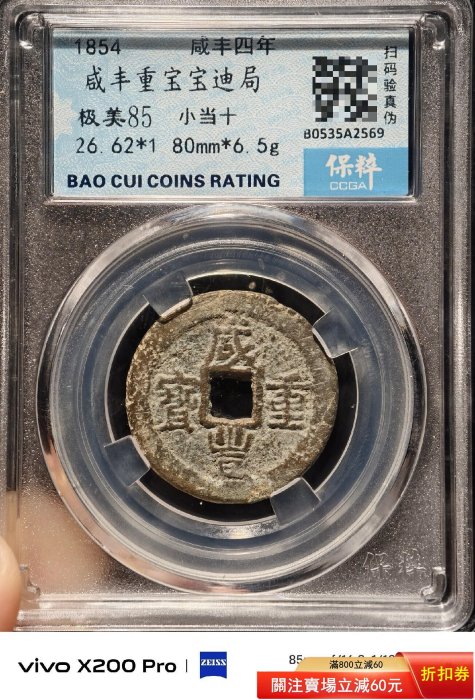 1854 咸丰四年
咸丰重宝宝迪局
极美85 小当十
26.62*1 80mm*6.5g
BAO CUI COINS RATING
扫码验真伪
B0535A2569
保粹
CCGA
咸豐重寶
保粹
vivo X200 Pro | ZEISS
滿800立減60
關注賣場立減60元
折扣券